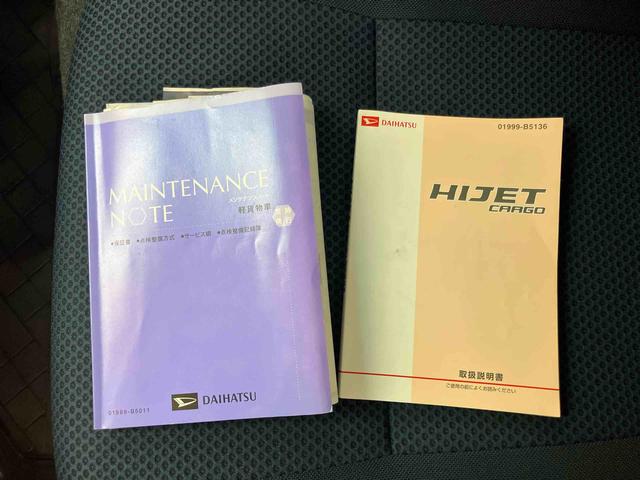 MAINTENANCE
メンテナンスノート
NOTE
軽貨物車
●保証書 ●点検整備方式 ●サービス網 ●点検整備記録簿
01999-B5011
DAIHATSU
DAIHATSU
01999-B5136
HIJET
CARGO
取扱説明書
ご使用の前によくお読みください